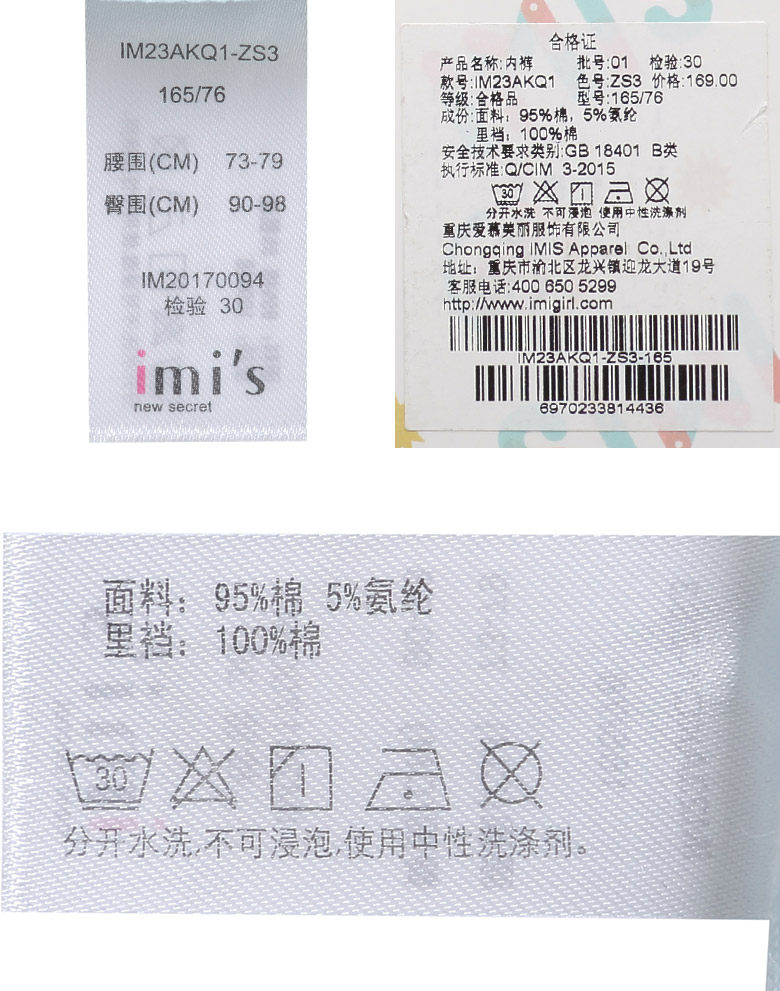 IM23AKQ1-ZS3
165/76
腰围(CM) 73-79
臀围(CM) 90-98
IM20170094
检验 30
imi's
new secret
合格证
产品名称:内裤 批号:01 检验:30
款号:IM23AKQ1 色号:ZS3 价格:169.00
等级:合格品 型号:165/76
成份:面料: 95%棉, 5%氨纶
里裆: 100%棉
安全技术要求类别:GB 18401 B类
执行标准:Q/CIM 3-2015
30
分开水洗 不可浸泡 使用中性洗涤剂
重庆爱慕美丽服饰有限公司
Chongqing IMIS Apparel Co.,Ltd
地址: 重庆市渝北区龙兴镇迎龙大道19号
客服电话:400 650 5299
http://www.imigirl.com
IM23AKQ1-ZS3-165
6970233814436
面料: 95%棉 5%氨纶
里裆: 100%棉
30
分开水洗,不可浸泡,使用中性洗涤剂。